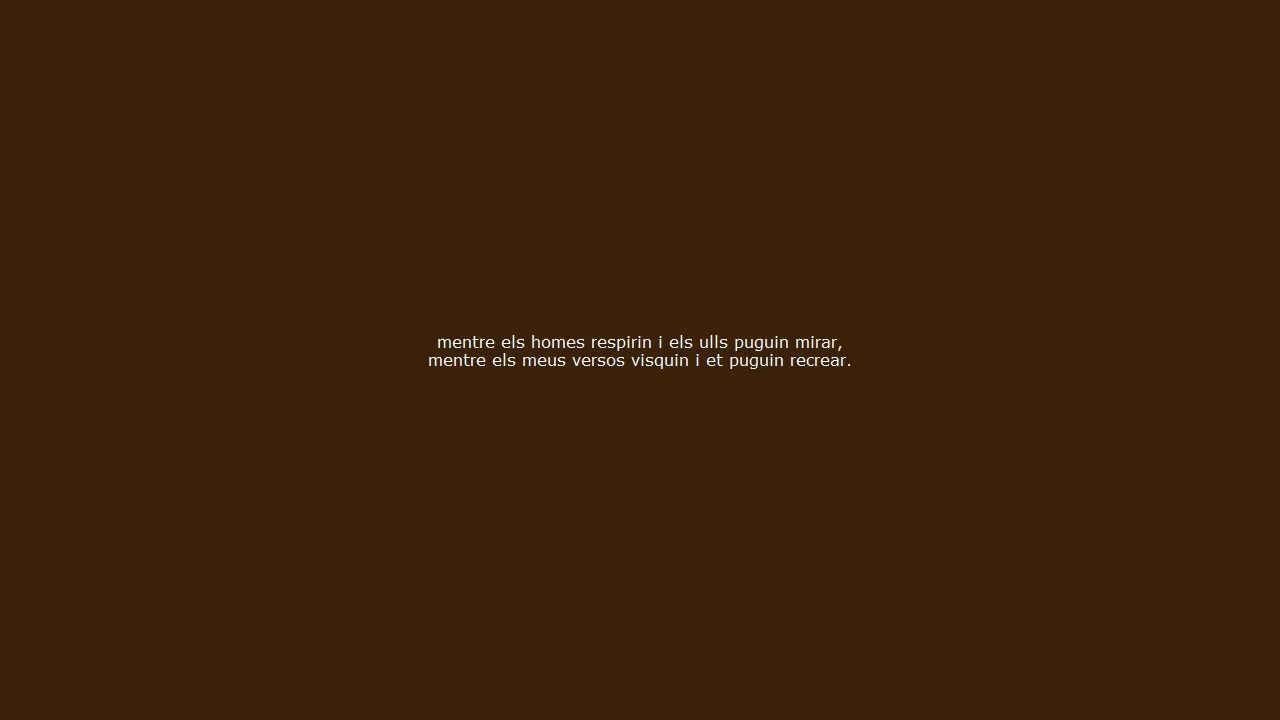 mentre els homes respirin i els ulls puguin mirar,
mentre els meus versos visquin i et puguin recrear.